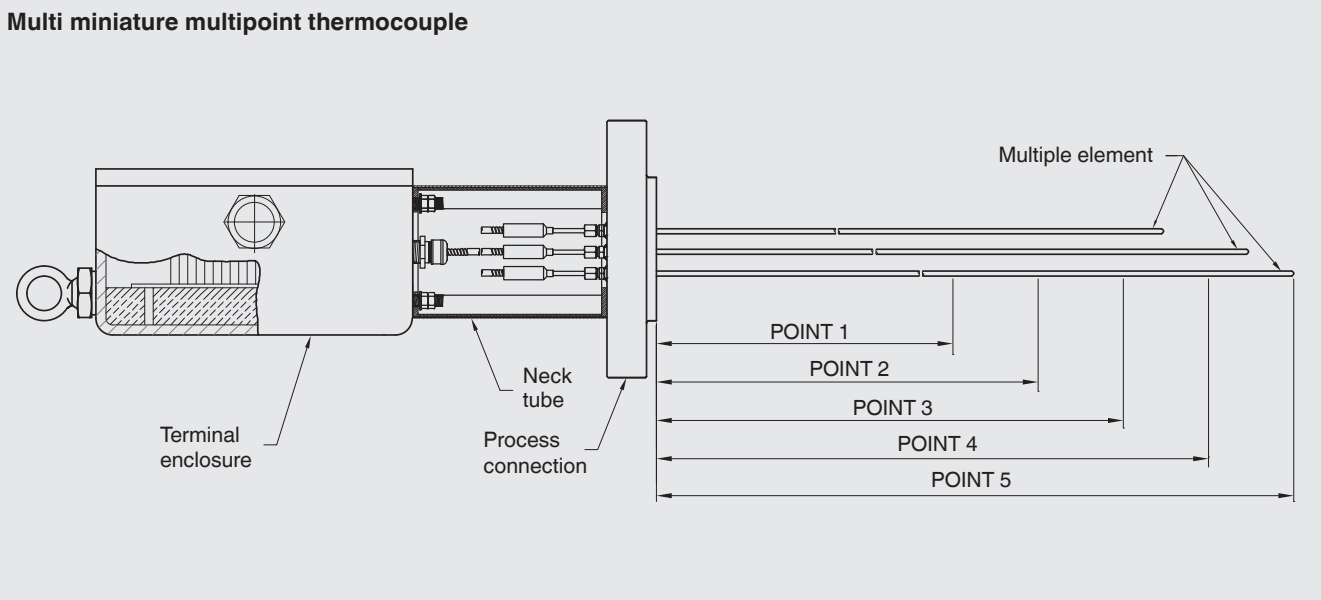 Multi miniature multipoint thermocouple
Multiple element
POINT 1
POINT 2
Neck
tube
POINT 3
Terminal
enclosure
Process
connection
POINT 4
POINT 5